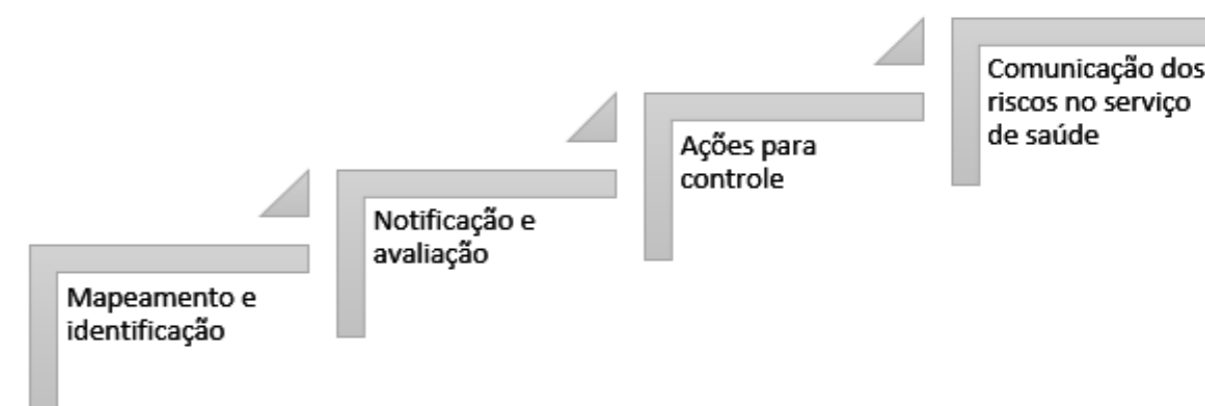 Mapeamento e
identificação
Notificação e
avaliação
Ações para
controle
Comunicação dos
riscos no serviço
de saúde